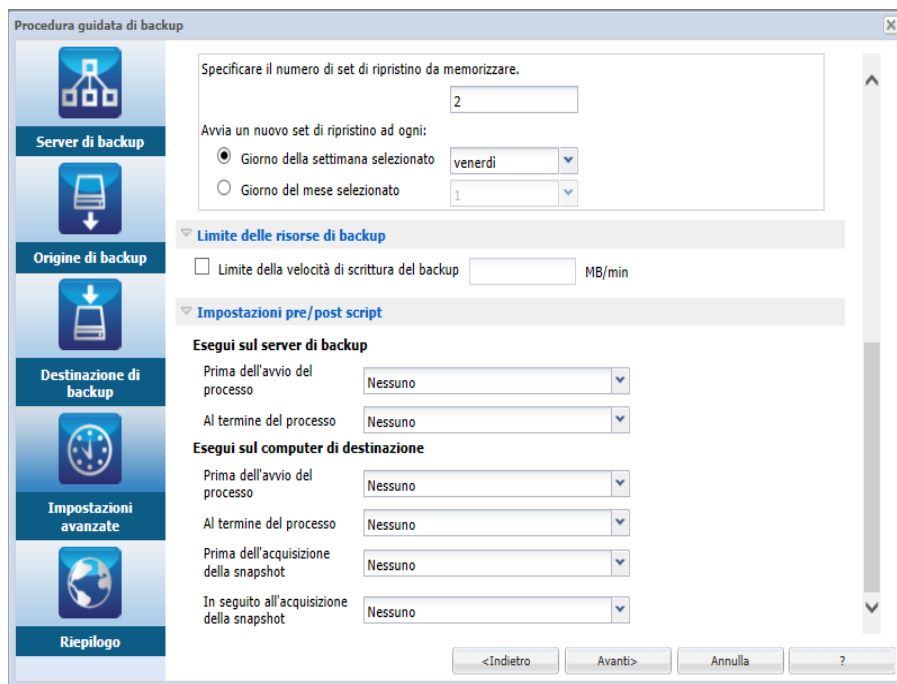 Procedura guidata di backup
Server di backup
Origine di backup
Destinazione di
backup
Impostazioni
avanzate
Riepilogo
Specificare il numero di set di ripristino da memorizzare.
2
Avvia un nuovo set di ripristino ad ogni:
Giorno della settimana selezionato venerdì
Giorno del mese selezionato 1
Limite delle risorse di backup
Limite della velocità di scrittura del backup MB/min
Impostazioni pre/post script
Esegui sul server di backup
Prima dell'avvio del
processo Nessuno
Al termine del processo Nessuno
Esegui sul computer di destinazione
Prima dell'avvio del
processo Nessuno
Al termine del processo Nessuno
Prima dell'acquisizione
della snapshot Nessuno
In seguito all'acquisizione
della snapshot Nessuno
<Indietro Avanti> Annulla ?